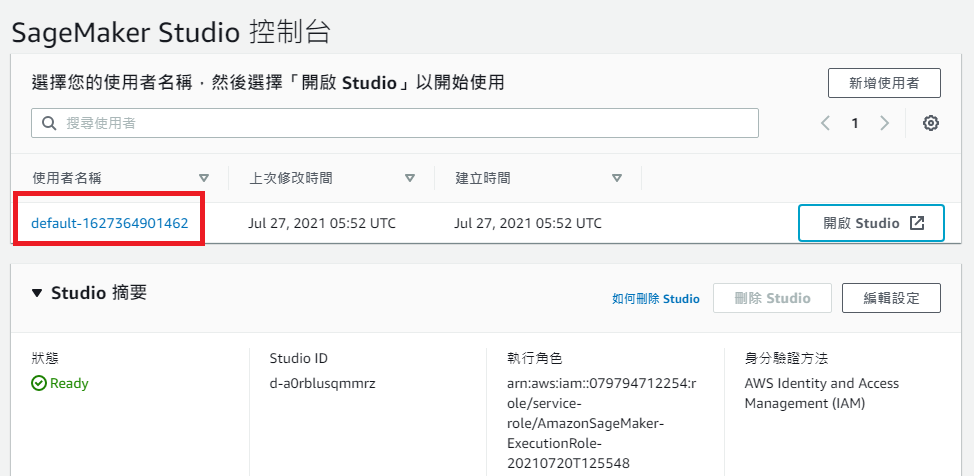 SageMaker Studio 控制台
選擇您的使用者名稱，然後選擇「開啟 Studio」以開始使用
新增使用者
搜尋使用者
1
使用者名稱 上次修改時間 建立時間
default-1627364901462 Jul 27, 2021 05:52 UTC Jul 27, 2021 05:52 UTC 開啟 Studio
Studio 摘要
如何刪除 Studio 刪除 Studio 編輯設定
狀態
Ready
Studio ID
d-a0rblusqmmrz
執行角色
arn:aws:iam::079794712254:r
ole/service-
role/AmazonSageMaker-
ExecutionRole-
20210720T125548
身分驗證方法
AWS Identity and Access
Management (IAM)